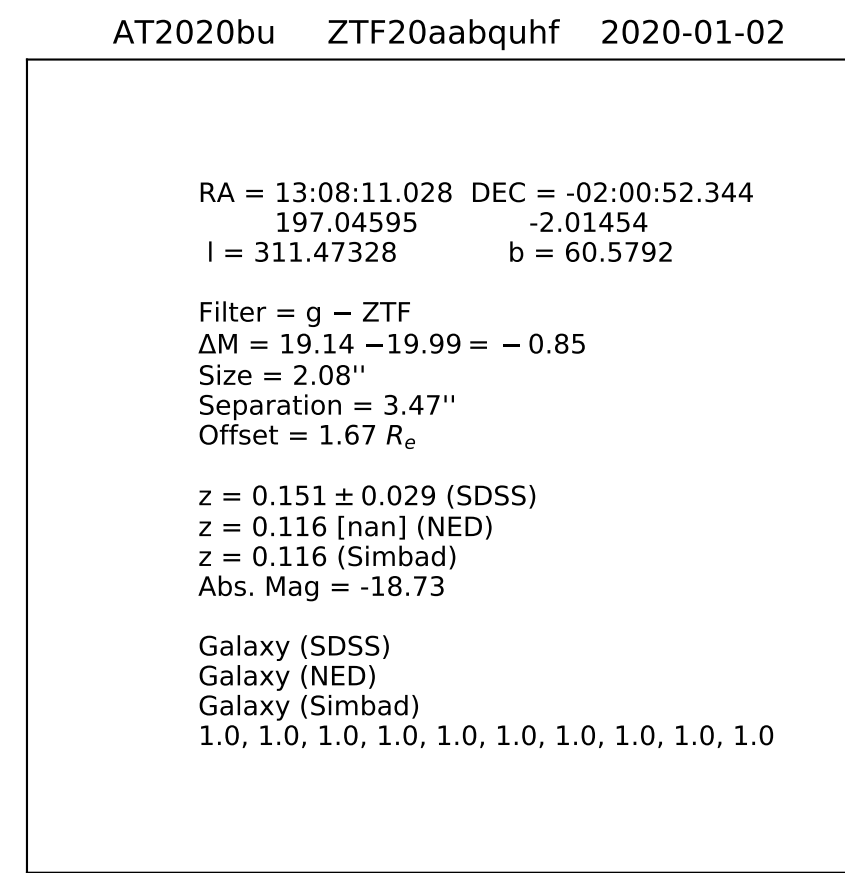 AT2020bu ZTF20aabquhf 2020-01-02
RA = 13:08:11.028 DEC = -02:00:52.344
197.04595 -2.01454
l = 311.47328 b = 60.5792
Filter = g − ZTF
ΔM = 19.14 −19.99 = − 0.85
Size = 2.08''
Separation = 3.47''
Offset = 1.67 Rₑ
z = 0.151 ± 0.029 (SDSS)
z = 0.116 [nan] (NED)
z = 0.116 (Simbad)
Abs. Mag = -18.73
Galaxy (SDSS)
Galaxy (NED)
Galaxy (Simbad)
1.0, 1.0, 1.0, 1.0, 1.0, 1.0, 1.0, 1.0, 1.0, 1.0